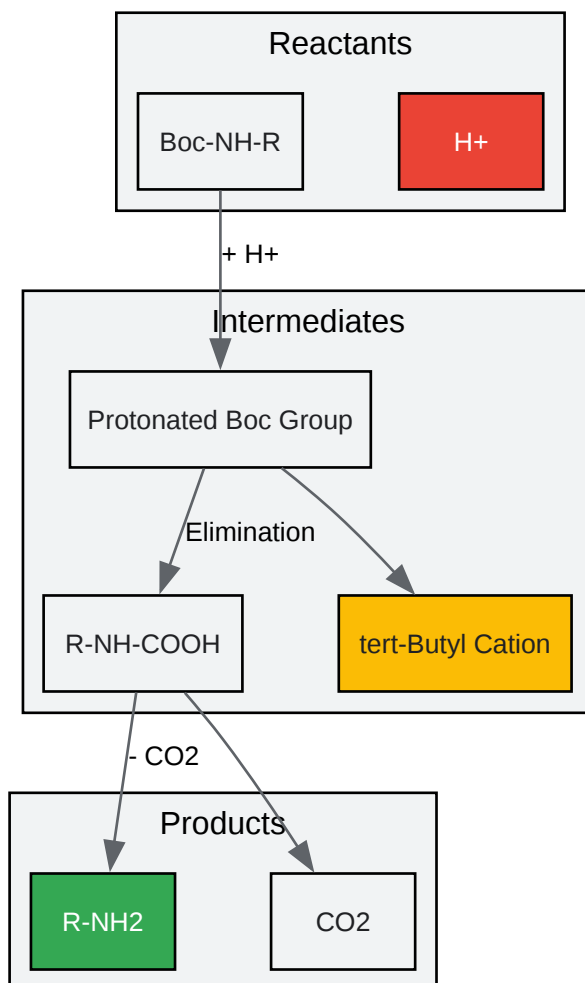 Reactants
Boc-NH-R
H+
+ H+
Intermediates
Protonated Boc Group
Elimination
R-NH-COOH
tert-Butyl Cation
- CO2
Products
R-NH2
CO2